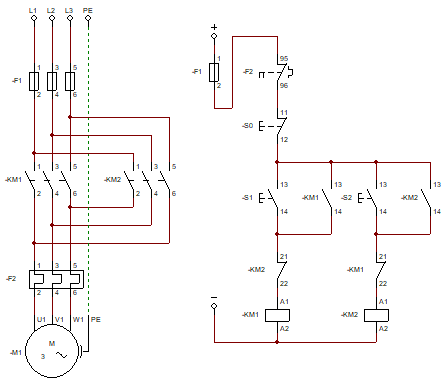 L1 L2 L3 PE
+
-F1 1 3 5
2 4 6
-F1 1
2
-F2 95
96
-S0 11
12
-KM1 1 3 5
2 4 6
-KM2 1 3 5
2 4 6
-S1 13
14
-KM1 13
14
-S2 13
14
-KM2 13
14
-F2 1 3 5
2 4 6
-KM2 21
22
-KM1 21
22
-
-KM1 A1
A2
-KM2 A1
A2
U1 V1 W1 PE
-M1 M
3